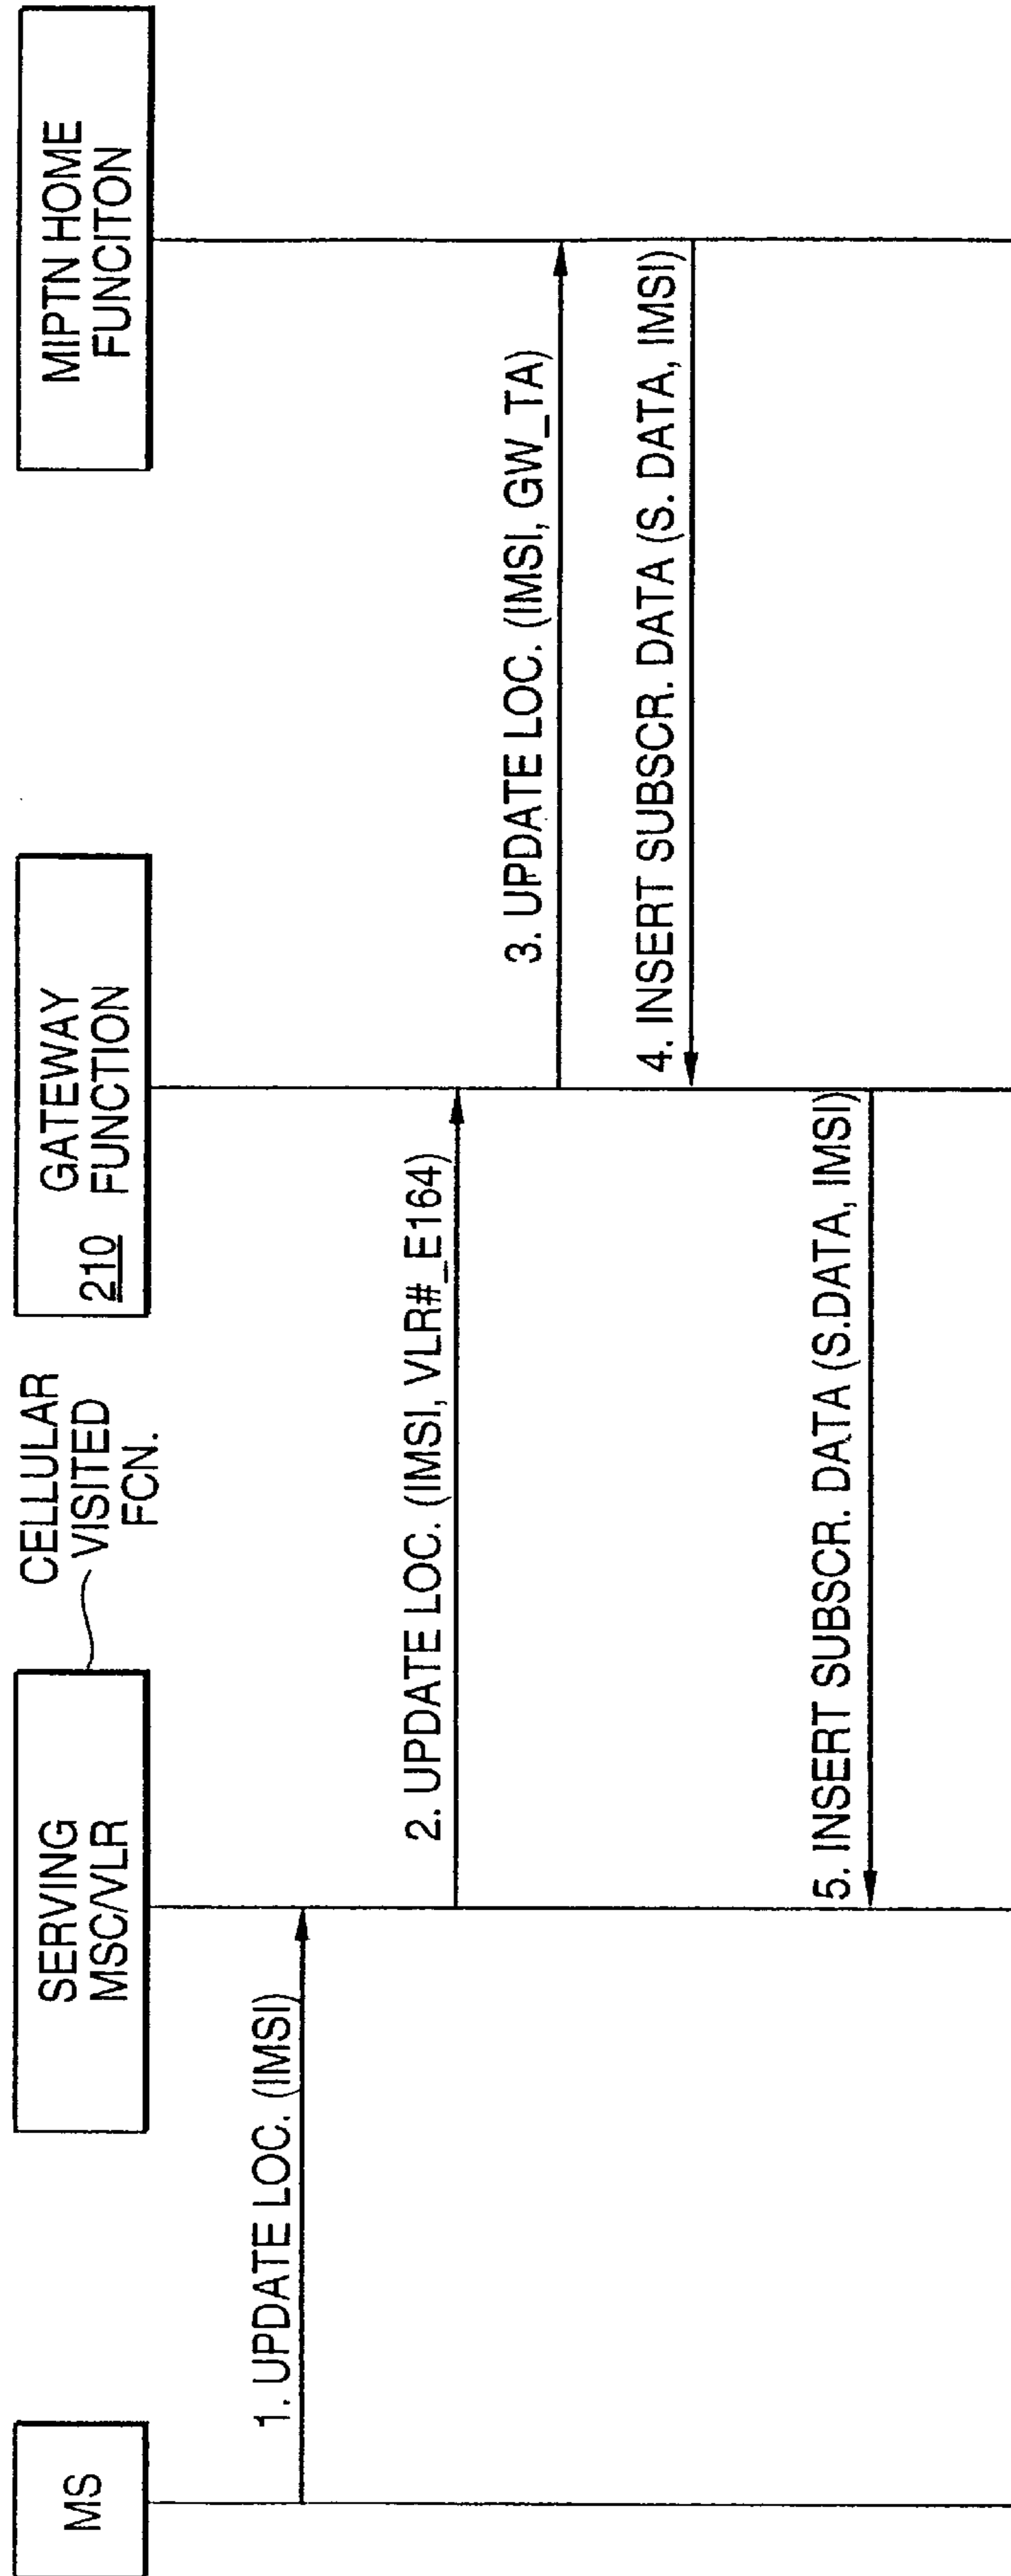 MS
SERVING
MSC/VLR
CELLULAR
VISITED
FCN.
GATEWAY
210 FUNCTION
MIPTN HOME
FUNCITON
1. UPDATE LOC. (IMSI)
2. UPDATE LOC. (IMSI, VLR#_E164)
3. UPDATE LOC. (IMSI, GW_TA)
4. INSERT SUBSCR. DATA (S. DATA, IMSI)
5. INSERT SUBSCR. DATA (S.DATA, IMSI)